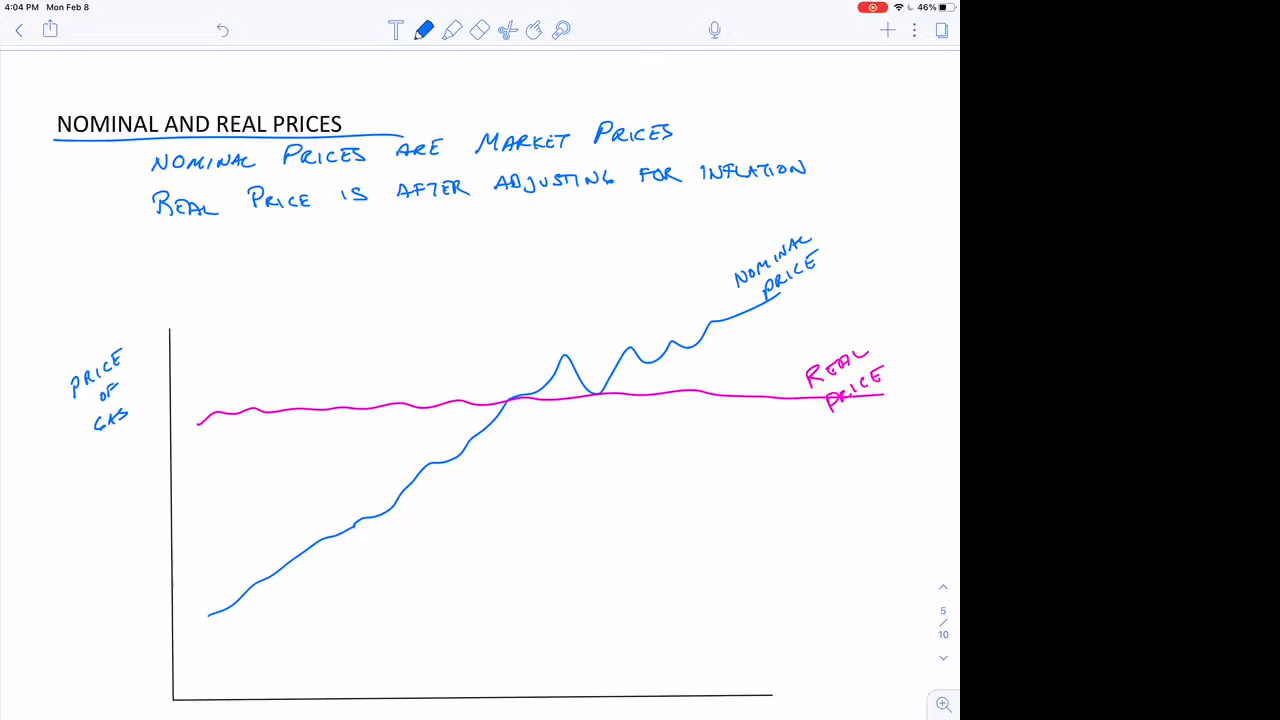 4:04 PM Mon Feb 8
46%
T
NOMINAL AND REAL PRICES
NOMINAL PRICES ARE MARKET PRICES
REAL PRICE IS AFTER ADJUSTING FOR INFLATION
NOMINAL
PRICE
PRICE
OF
GAS
REAL
PRICE
5
/
10